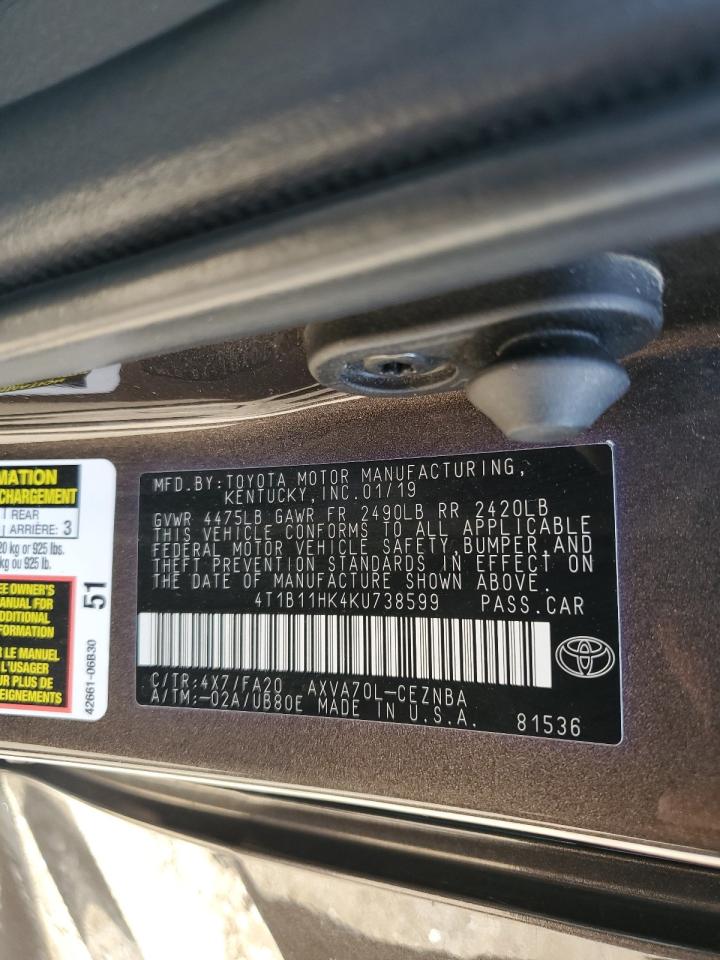 MFD.BY:TOYOTA MOTOR MANUFACTURING,
KENTUCKY,INC.01/19
GVWR 4475LB GAWR FR 2490LB RR 2420LB
THIS VEHICLE CONFORMS TO ALL APPLICABLE
FEDERAL MOTOR VEHICLE SAFETY,BUMPER,AND
THEFT PREVENTION STANDARDS IN EFFECT ON
THE DATE OF MANUFACTURE SHOWN ABOVE.
4T1B11HK4KU738599 PASS.CAR
C/TR:4X7/FA20 AXVA70L-CEZNBA
A/TM:-02A/UB80E MADE IN U.S.A. 81536
MATION
CHARGEMENT
REAR
ARRIÈRE: 3
kg or 925 lbs.
kg ou 925 lb.
EE OWNER'S
ANUAL FOR
ADDITIONAL
LE MANUEL
L'USAGER
PLUS DE
EIGNEMENTS
51
42661-06B30